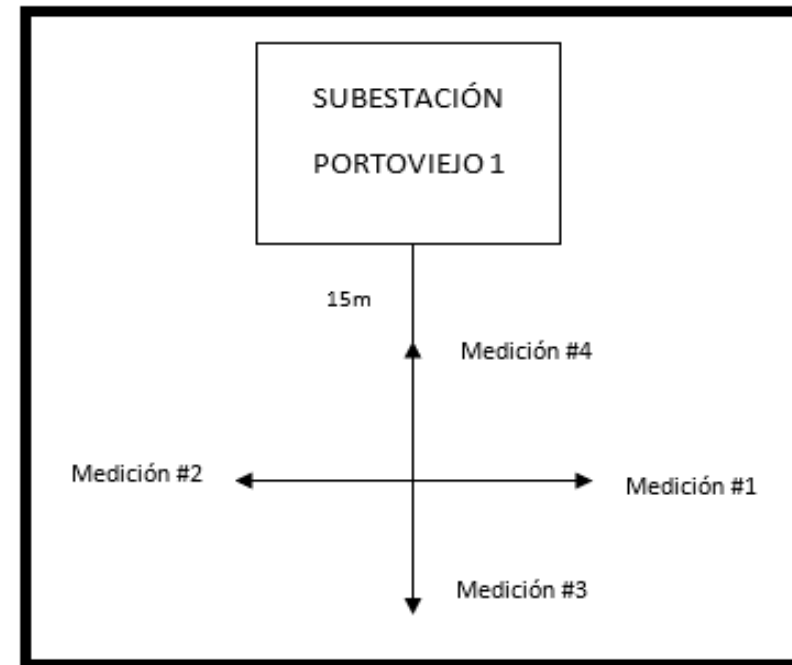 SUBESTACIÓN
PORTOVIEJO 1
15m
Medición #4
Medición #2
Medición #1
Medición #3